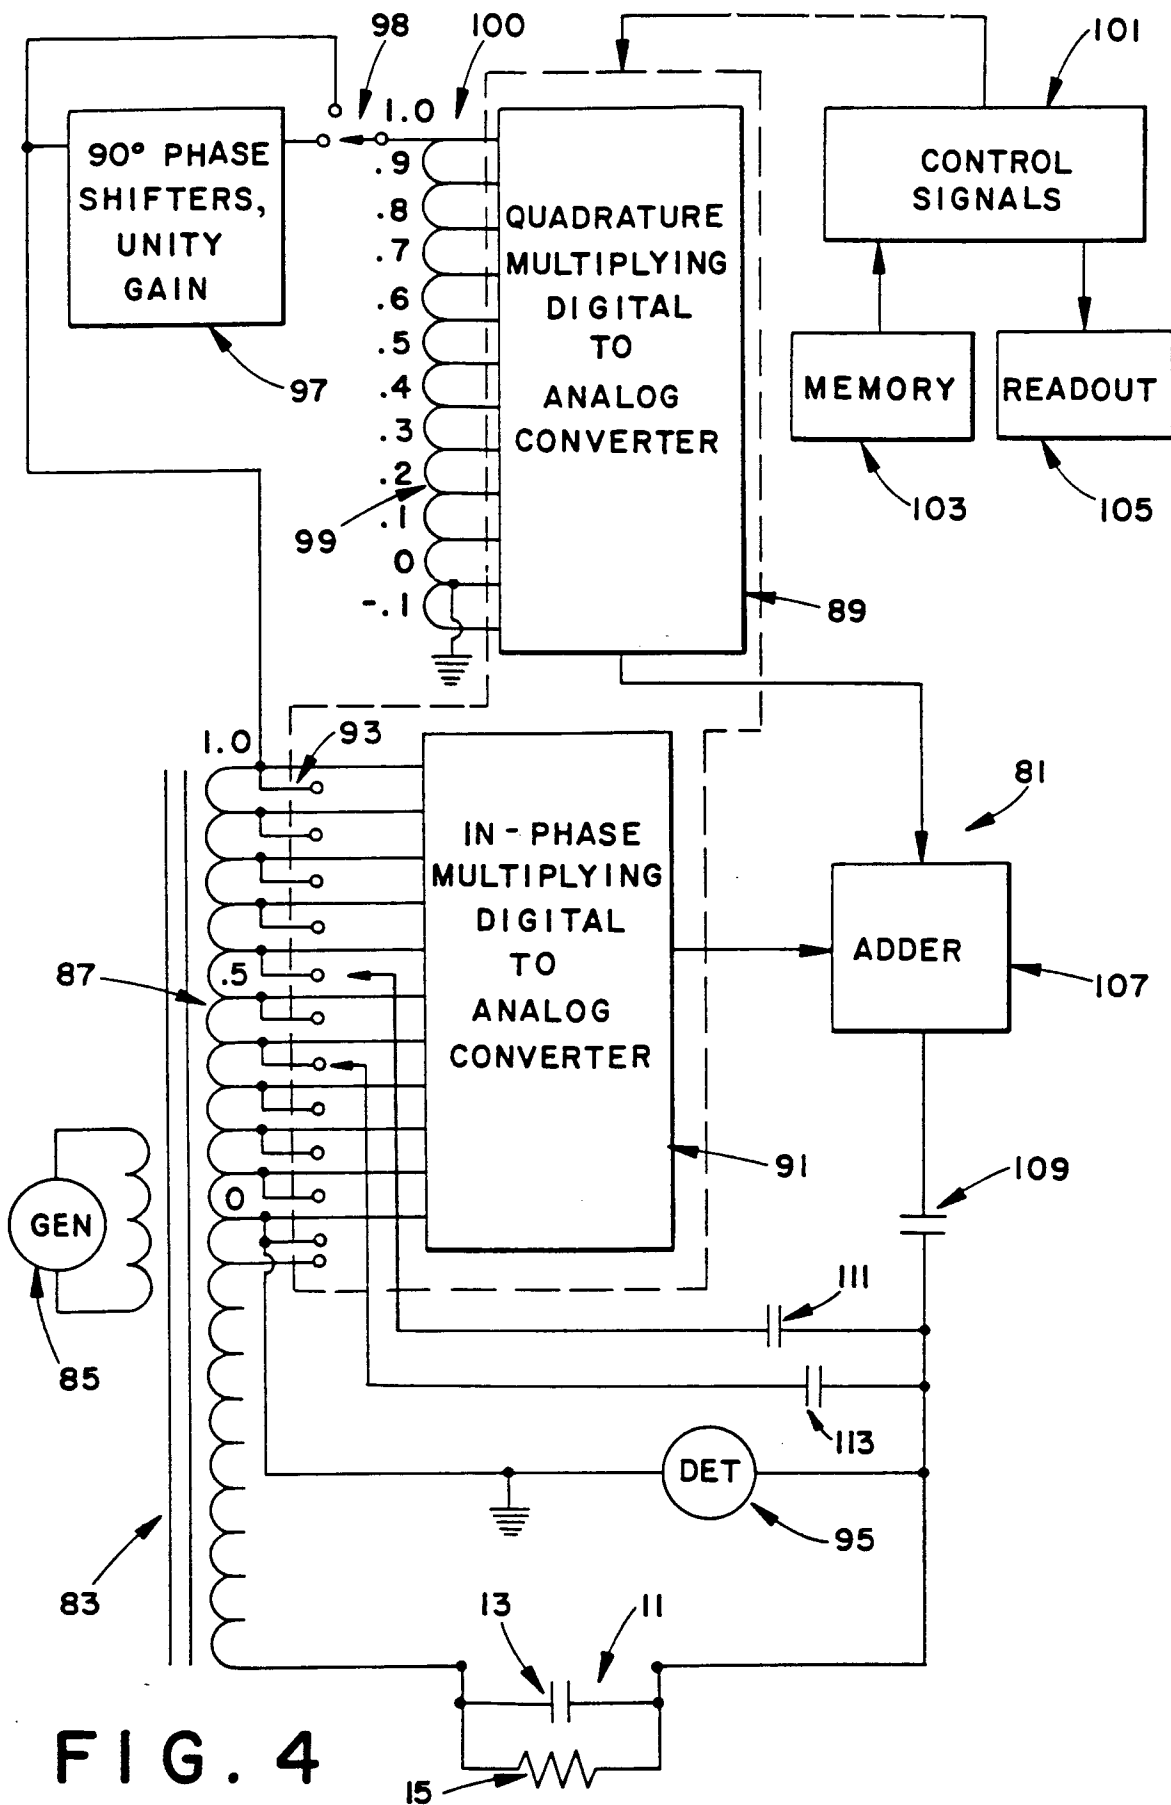 98
100
101
1.0
90° PHASE
SHIFTERS,
UNITY
GAIN
97
.9
.8
.7
.6
.5
.4
.3
.2
.1
0
-.1
99
QUADRATURE
MULTIPLYING
DIGITAL
TO
ANALOG
CONVERTER
89
CONTROL
SIGNALS
MEMORY
READOUT
103
105
1.0
93
.5
87
0
IN-PHASE
MULTIPLYING
DIGITAL
TO
ANALOG
CONVERTER
91
81
ADDER
107
109
GEN
85
111
113
DET
95
83
13
11
15
FIG. 4